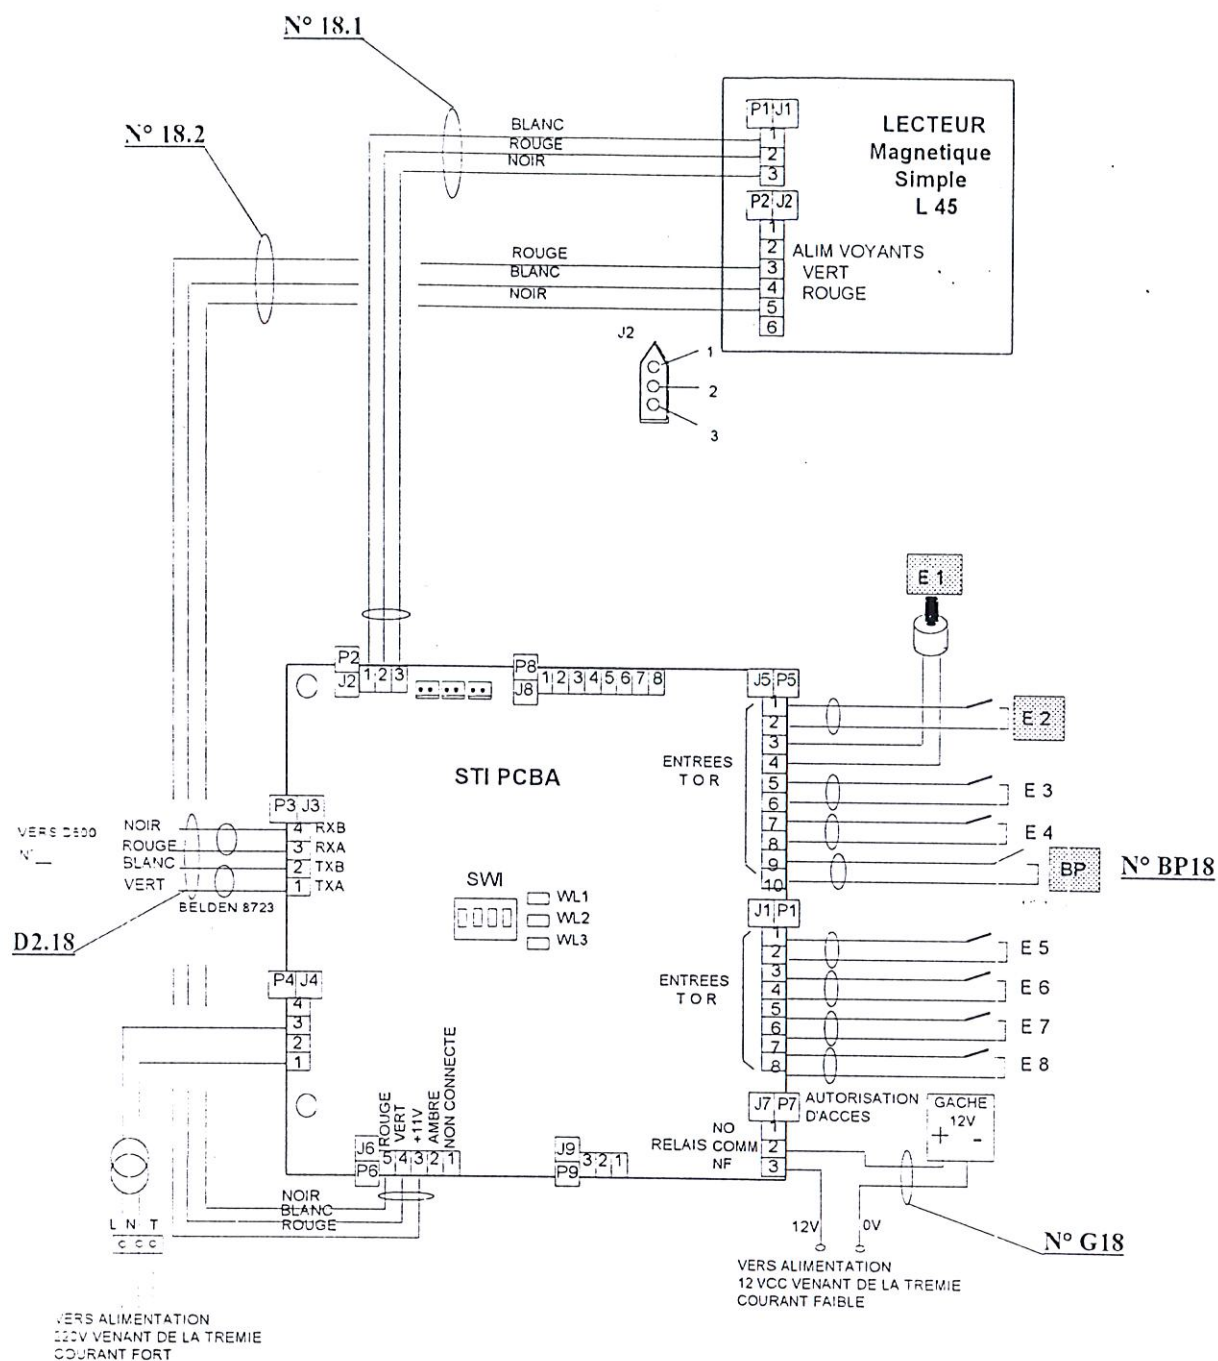 N° 18.1
N° 18.2
BLANC
ROUGE
NOIR
P1 J1
1
2
3
LECTEUR
Magnetique
Simple
L 45
P2 J2
1
2
3
4
5
6
ALIM VOYANTS
VERT
ROUGE
ROUGE
BLANC
NOIR
J2
1
2
3
E 1
P2
J2
1 2 3
P8
J8
1 2 3 4 5 6 7 8
J5 P5
1
2
3
4
5
6
7
8
9
10
ENTREES
T O R
E 2
E 3
E 4
BP
N° BP18
STI PCBA
P3 J3
4 RXB
3 RXA
2 TXB
1 TXA
NOIR
ROUGE
BLANC
VERT
BELDEN 8723
VERS
D2.18
SWI
WL1
WL2
WL3
J1 P1
1
2
3
4
5
6
7
8
ENTREES
T O R
E 5
E 6
E 7
E 8
P4 J4
4
3
2
1
ROUGE
VERT
+11V
AMBRE
NON CONNECTE
J6
P6
5 4 3 2 1
J9
P9
3 2 1
J7 P7
1
2
3
AUTORISATION
D'ACCES
NO
RELAIS COMM
NF
GACHE
12V
+ -
NOIR
BLANC
ROUGE
L N T
C C C
12V
0V
N° G18
VERS ALIMENTATION
12 VCC VENANT DE LA TREMIE
COURANT FAIBLE
VERS ALIMENTATION
220V VENANT DE LA TREMIE
COURANT FORT